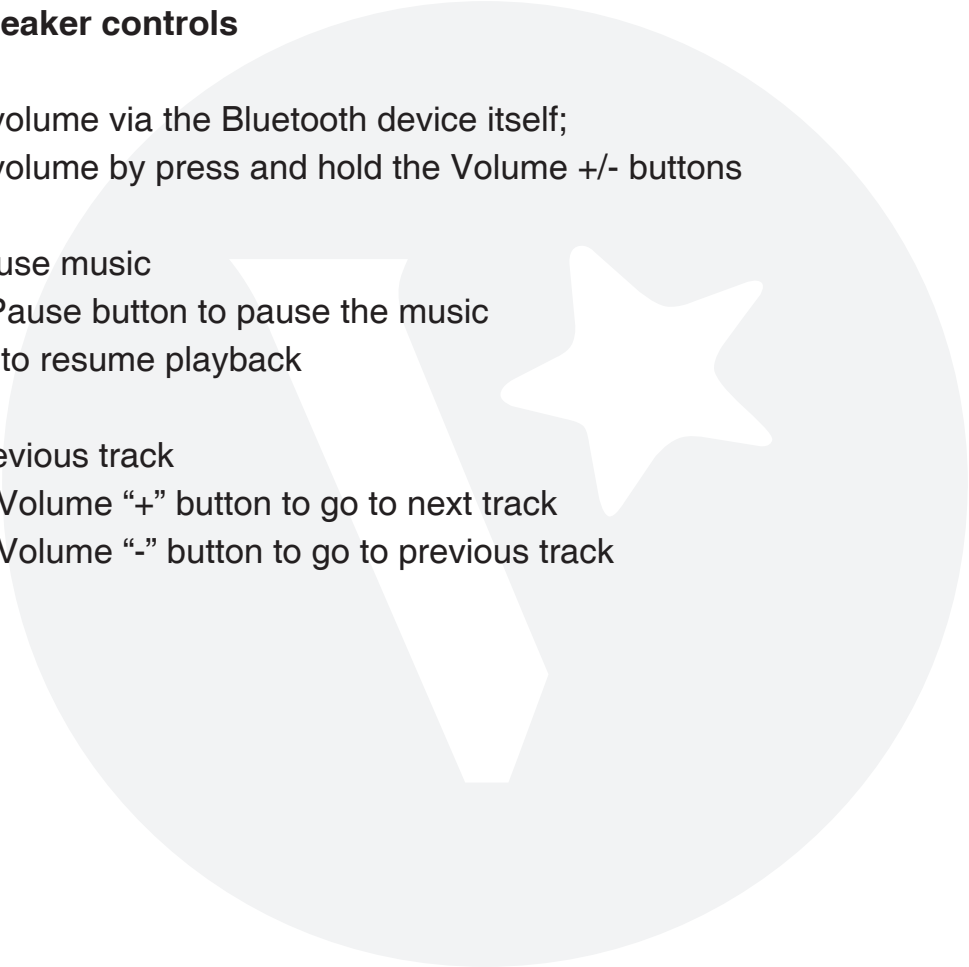 eaker controls
volume via the Bluetooth device itself;
volume by press and hold the Volume +/- buttons
use music
Pause button to pause the music
to resume playback
evious track
Volume “+” button to go to next track
Volume “-” button to go to previous track